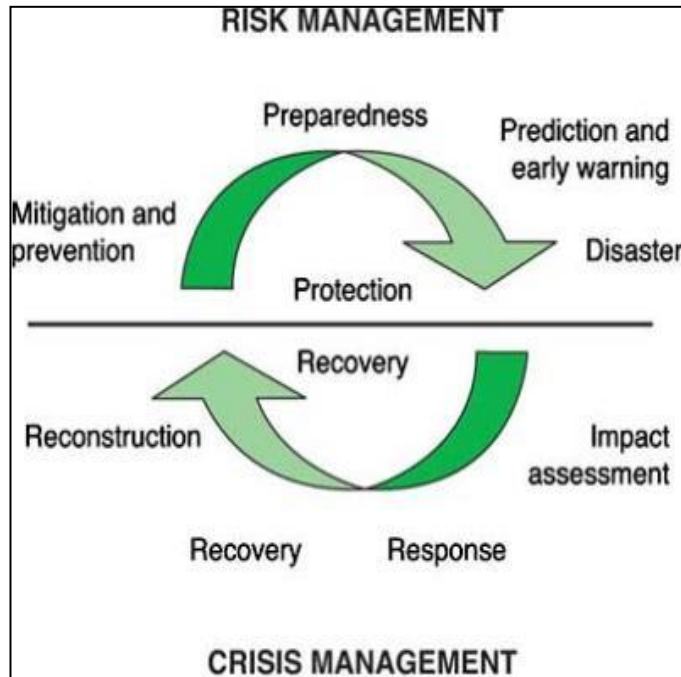 RISK MANAGEMENT
Preparedness
Prediction and
early warning
Mitigation and
prevention
Disaster
Protection
Recovery
Reconstruction
Impact
assessment
Recovery
Response
CRISIS MANAGEMENT